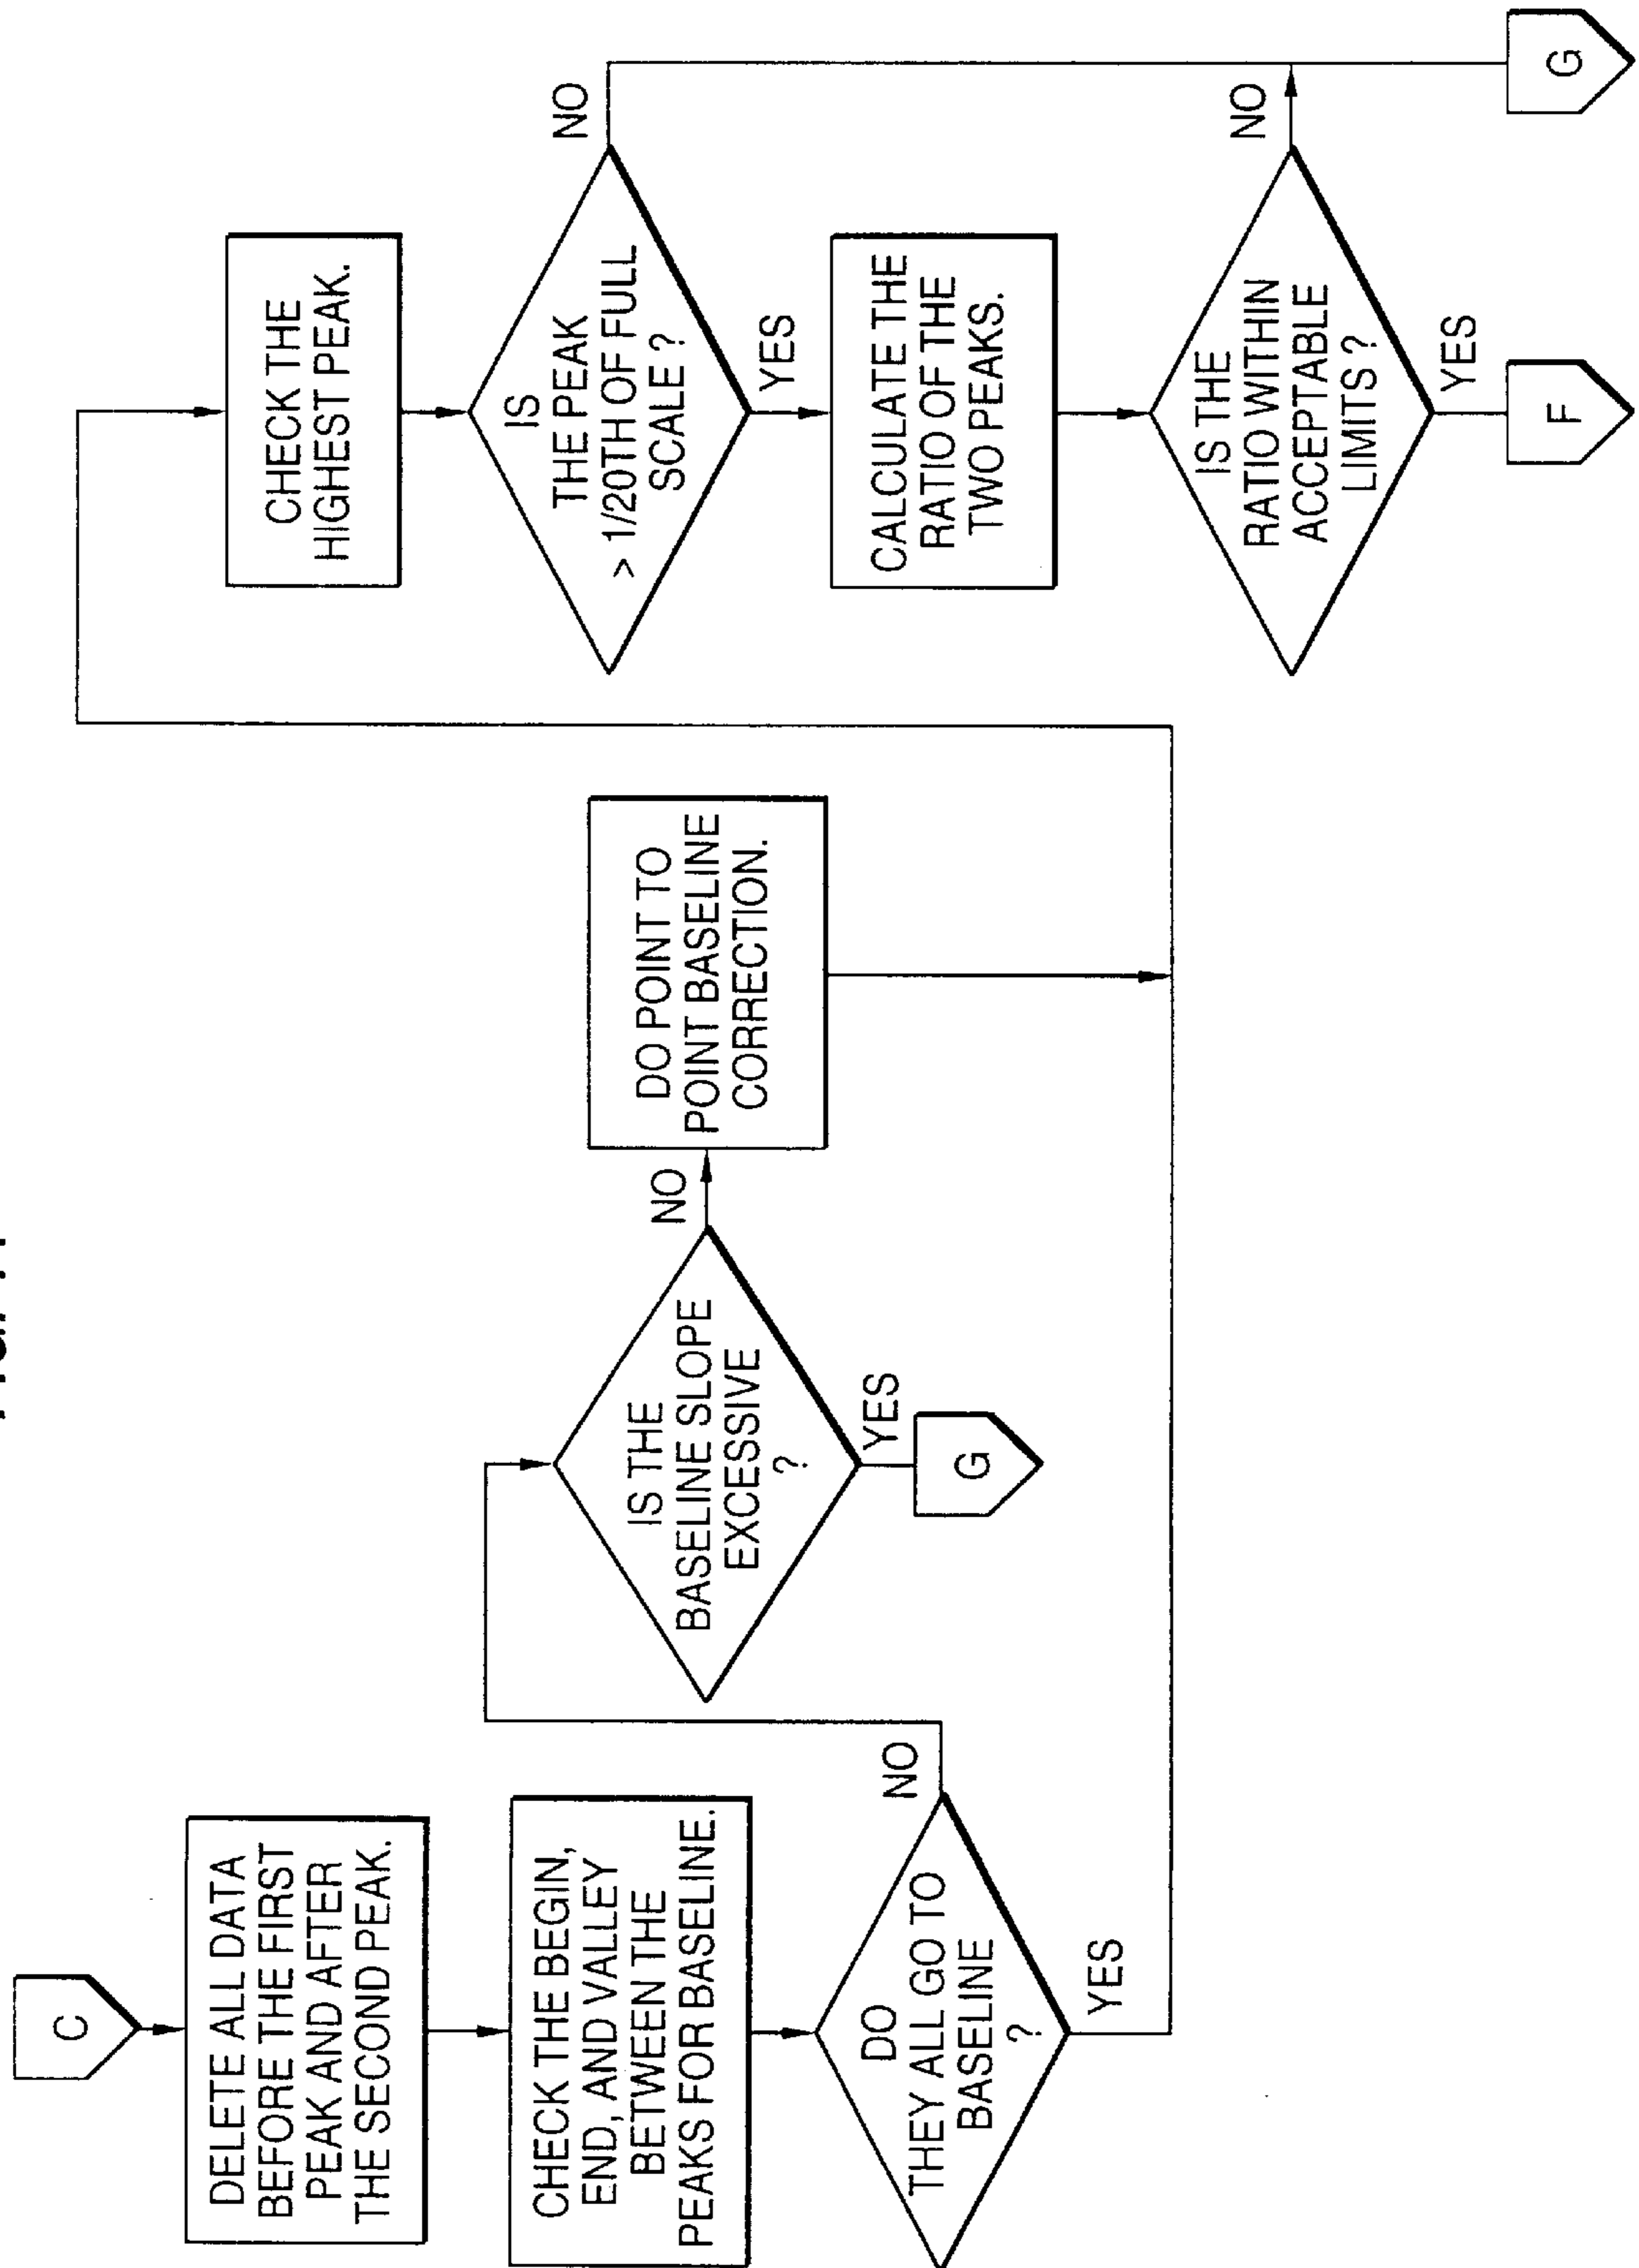 C
DELETE ALL DATA
BEFORE THE FIRST
PEAK AND AFTER
THE SECOND PEAK.
CHECK THE BEGIN,
END, AND VALLEY
BETWEEN THE
PEAKS FOR BASELINE.
DO
THEY ALL GO TO
BASELINE
?
NO
YES
IS THE
BASELINE SLOPE
EXCESSIVE
?
NO
YES
G
DO POINT TO
POINT BASELINE
CORRECTION.
CHECK THE
HIGHEST PEAK.
IS
THE PEAK
> 1/20TH OF FULL
SCALE ?
NO
YES
CALCULATE THE
RATIO OF THE
TWO PEAKS.
IS THE
RATIO WITHIN
ACCEPTABLE
LIMITS ?
NO
YES
F
G